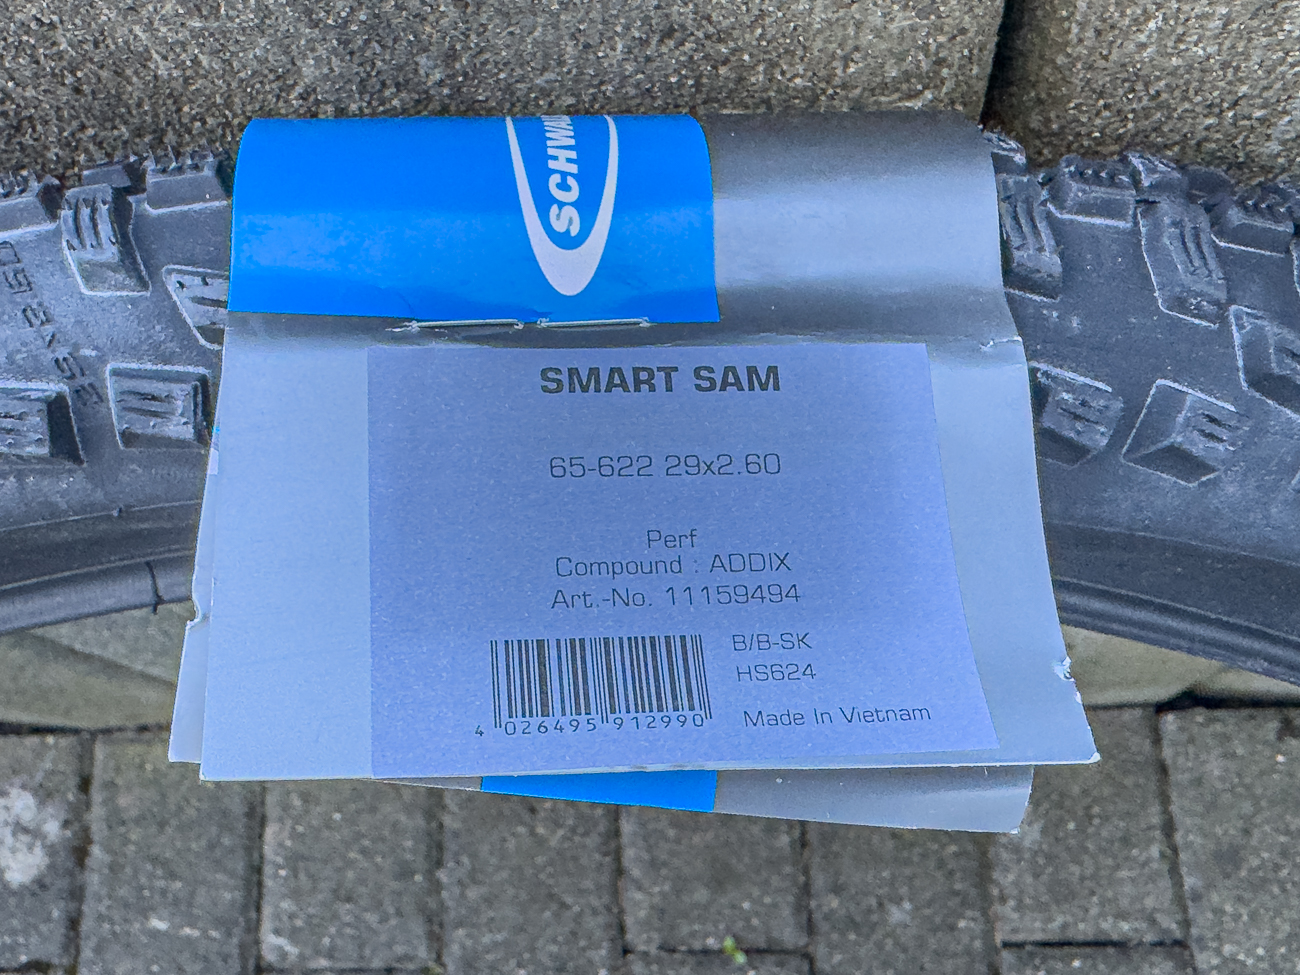 SCHWAL
SMART SAM
65-622 29x2.60
Perf
Compound : ADDIX
Art.-No. 11159494
B/B-SK
HS624
4 026495 912990
Made In Vietnam